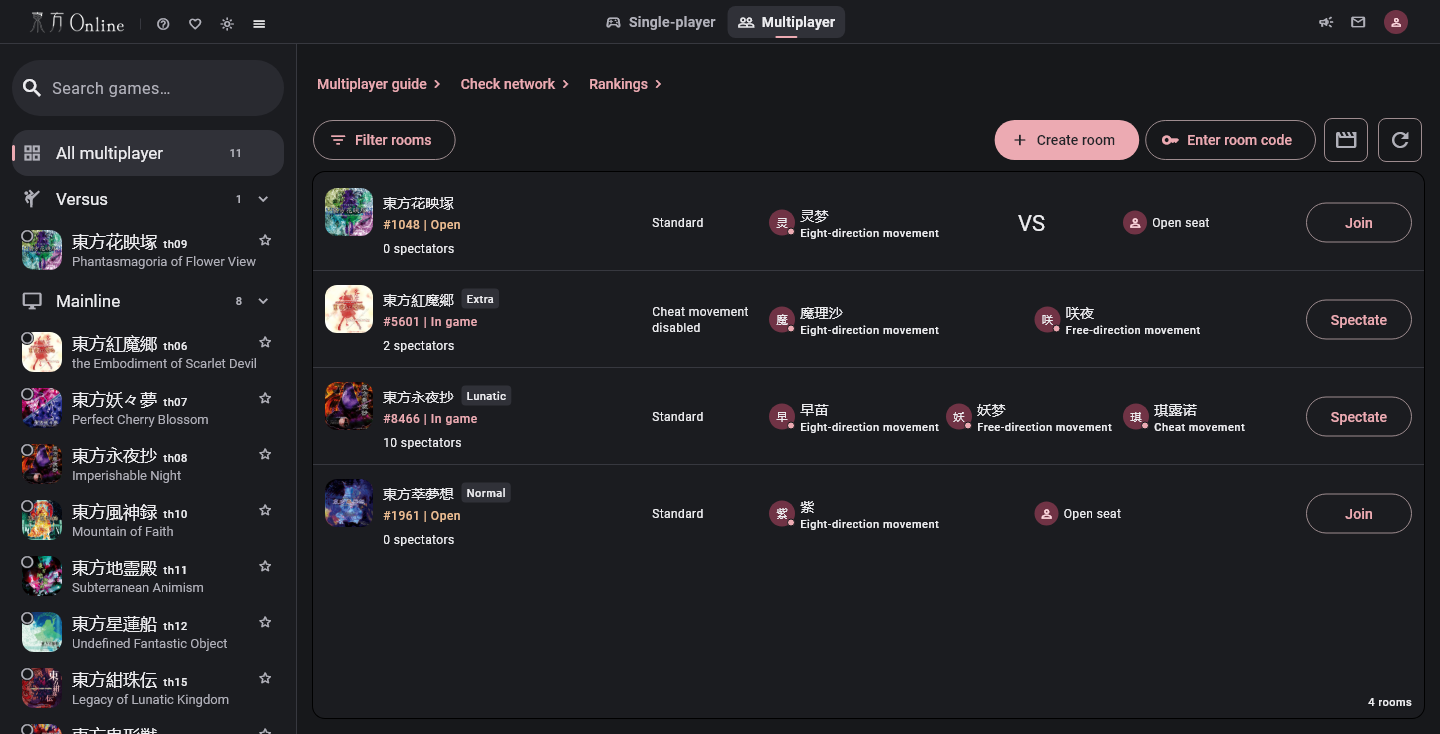 東方 Online
Single-player
Multiplayer
Search games…
All multiplayer 11
Versus 1
東方花映塚 th09
Phantasmagoria of Flower View
Mainline 8
東方紅魔郷 th06
the Embodiment of Scarlet Devil
東方妖々夢 th07
Perfect Cherry Blossom
東方永夜抄 th08
Imperishable Night
東方風神録 th10
Mountain of Faith
東方地霊殿 th11
Subterranean Animism
東方星蓮船 th12
Undefined Fantastic Object
東方紺珠伝 th15
Legacy of Lunatic Kingdom
東方鬼形獣
Multiplayer guide
Check network
Rankings
Filter rooms
Create room
Enter room code
東方花映塚
#1048 | Open
0 spectators
Standard
灵
灵梦
Eight-direction movement
VS
Open seat
Join
東方紅魔郷 Extra
#5601 | In game
2 spectators
Cheat movement
disabled
魔
魔理沙
Eight-direction movement
咲
咲夜
Free-direction movement
Spectate
東方永夜抄 Lunatic
#8466 | In game
10 spectators
Standard
早
早苗
Eight-direction movement
妖
妖梦
Free-direction movement
琪
琪露诺
Cheat movement
Spectate
東方萃夢想 Normal
#1961 | Open
0 spectators
Standard
紫
紫
Eight-direction movement
Open seat
Join
4 rooms